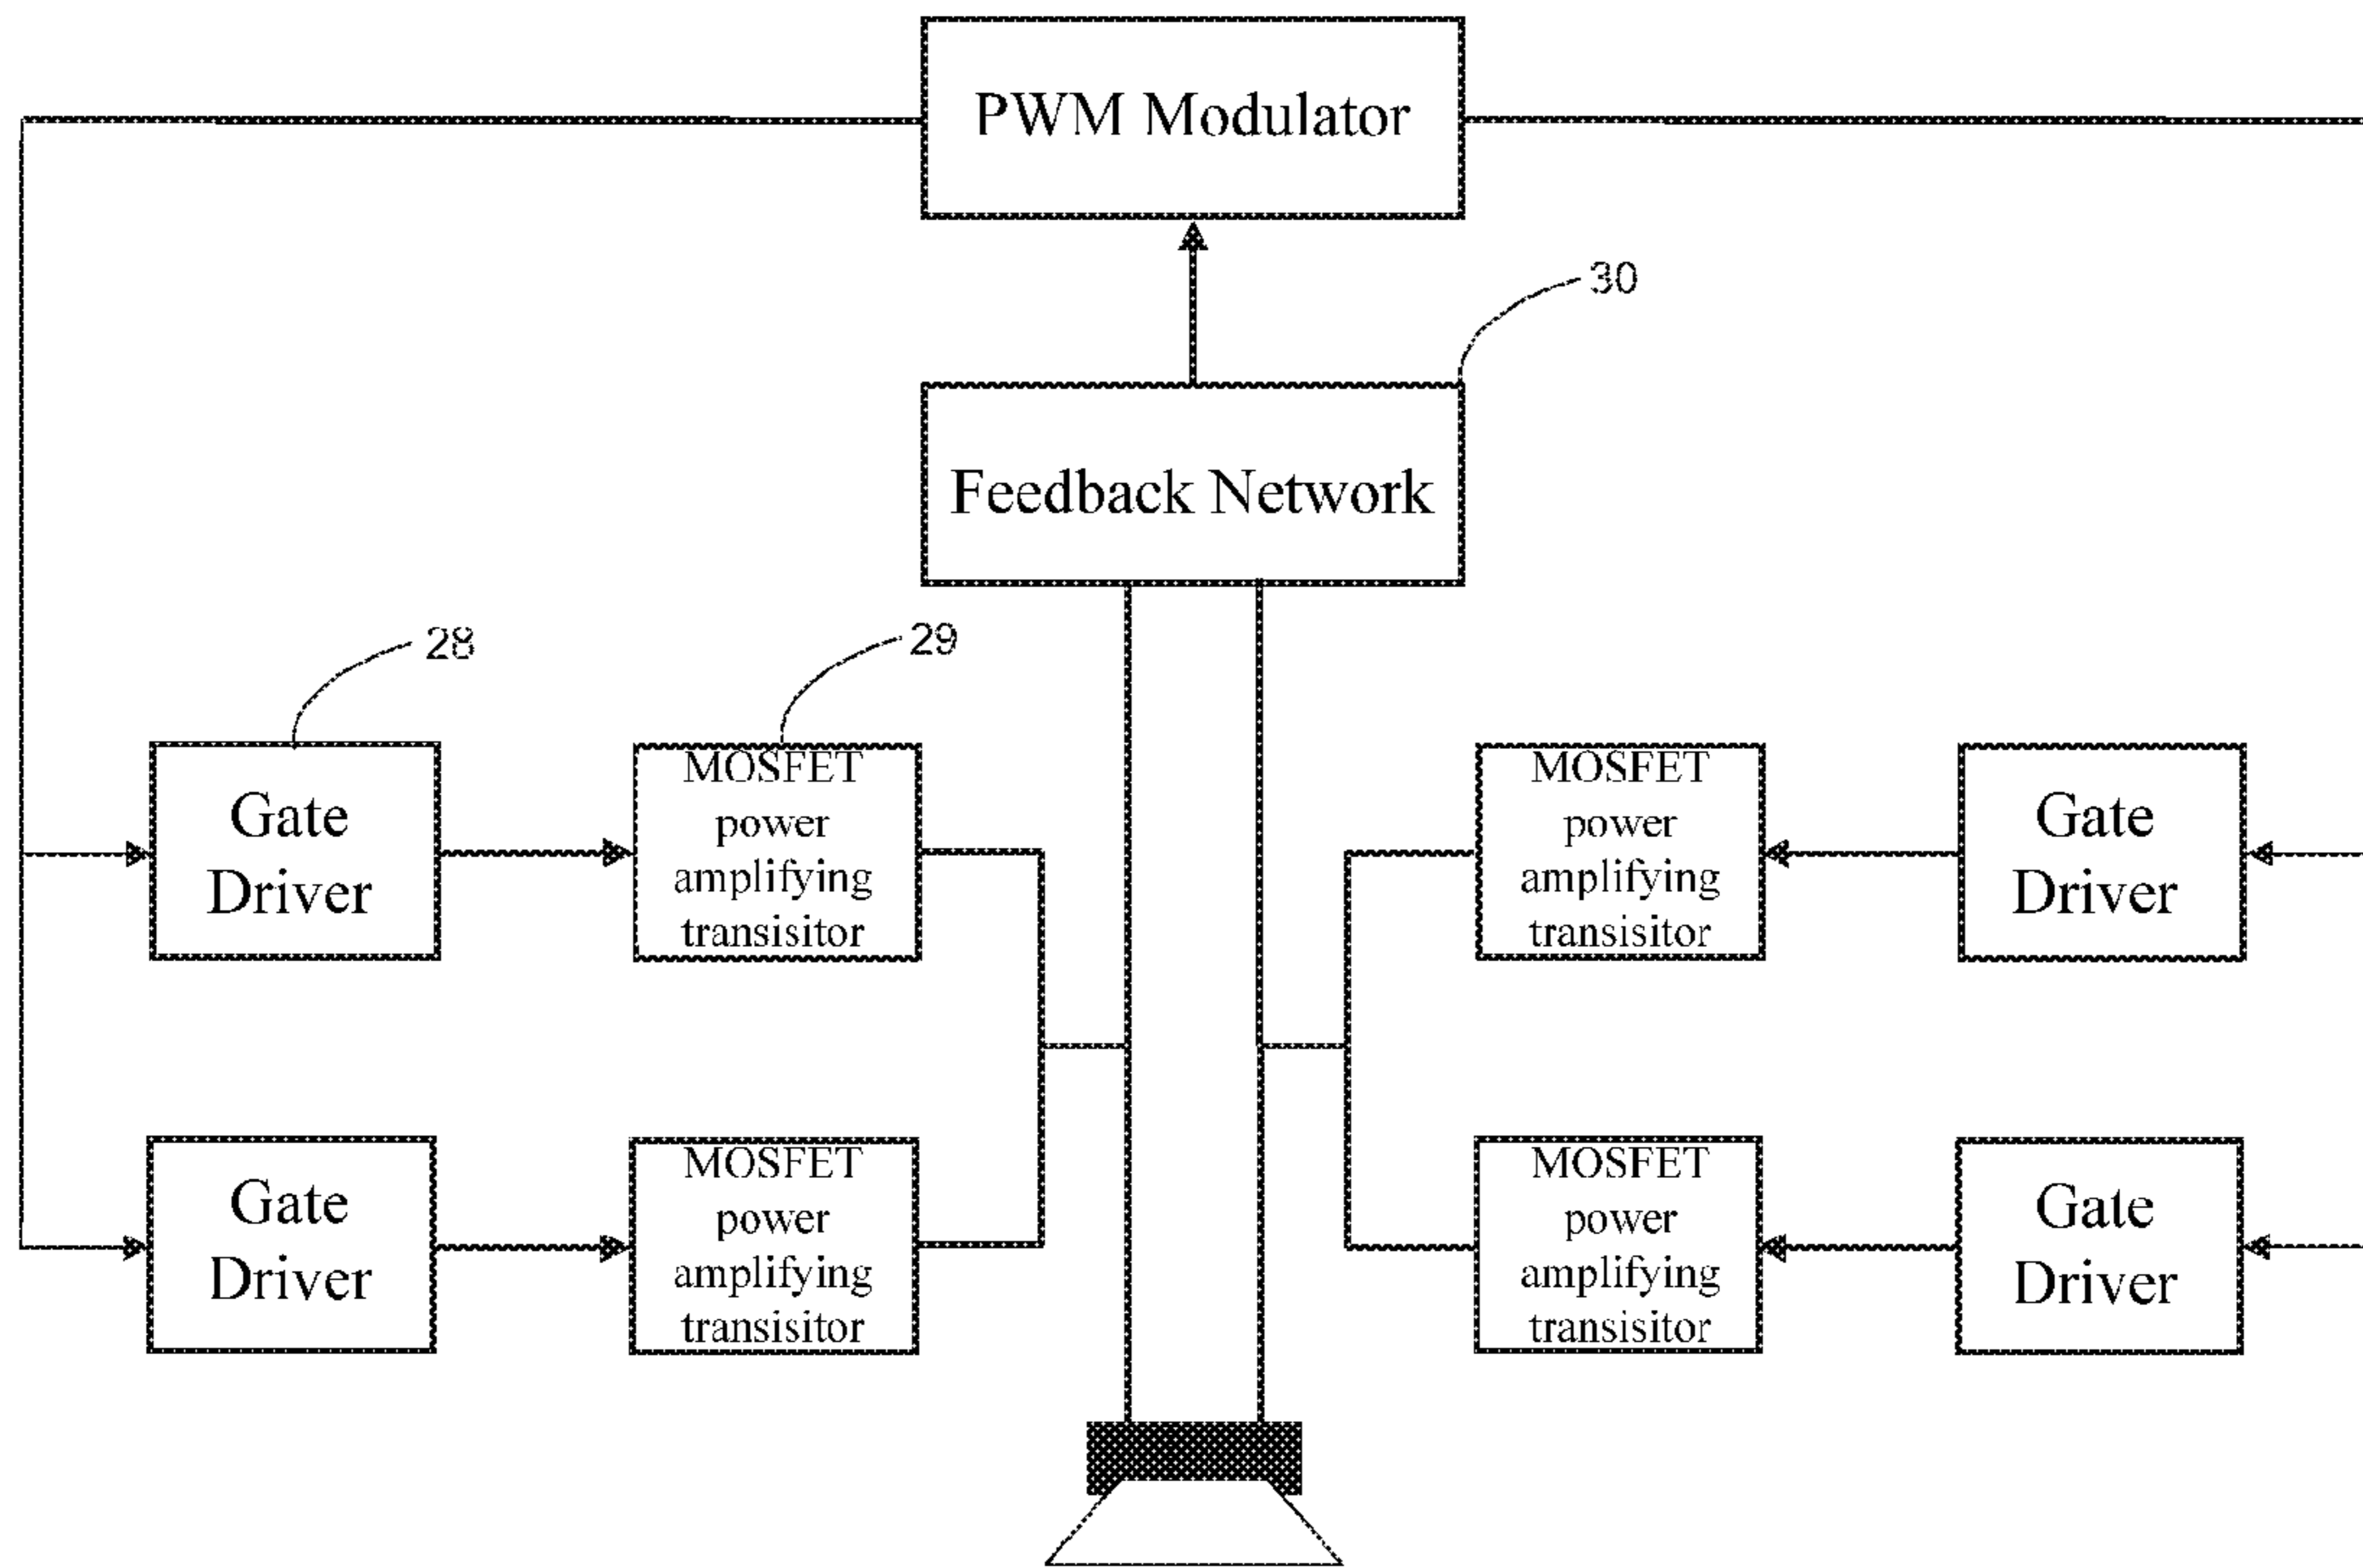 PWM Modulator
30
Feedback Network
28
29
Gate
Driver
MOSFET
power
amplifying
transisitor
MOSFET
power
amplifying
transisitor
Gate
Driver
Gate
Driver
MOSFET
power
amplifying
transisitor
MOSFET
power
amplifying
transisitor
Gate
Driver